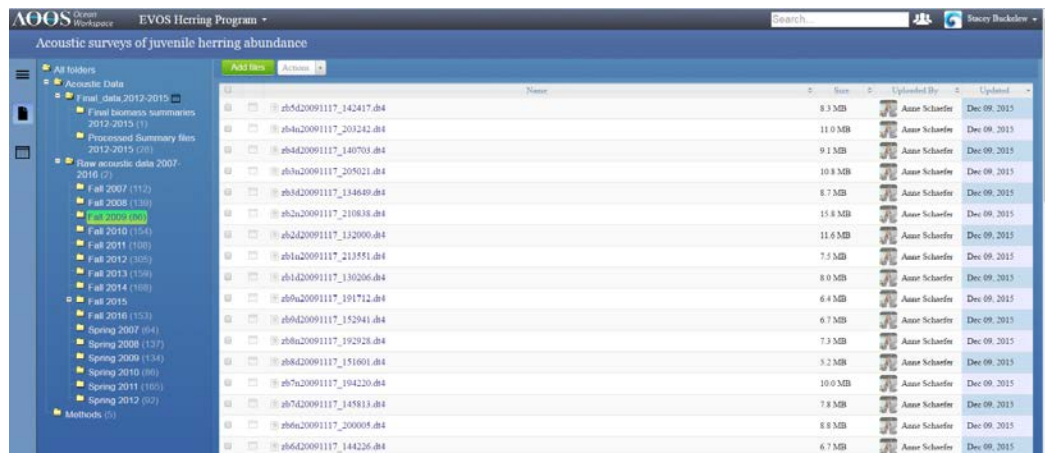 AOOS Ocean Workspace EVOS Herring Program Search... Stacey Buckelew
Acoustic surveys of juvenile herring abundance
All folders
Acoustic Data
Final_data,2012-2015
Final biomass summaries
2012-2015 (1)
Processed Summary files
2012-2015 (28)
Raw acoustic data 2007-
2016 (2)
Fall 2007 (112)
Fall 2008 (139)
Fall 2009 (86)
Fall 2010 (154)
Fall 2011 (108)
Fall 2012 (305)
Fall 2013 (159)
Fall 2014 (168)
Fall 2015
Fall 2016 (153)
Spring 2007 (64)
Spring 2008 (137)
Spring 2009 (134)
Spring 2010 (86)
Spring 2011 (165)
Spring 2012 (92)
Methods (5)
Add files Actions
Name Size Uploaded By Updated
zb5d20091117_142417.dt4 8.3 MB Anne Schaefer Dec 09, 2015
zb4n20091117_203242.dt4 11.0 MB Anne Schaefer Dec 09, 2015
zb4d20091117_140703.dt4 9.1 MB Anne Schaefer Dec 09, 2015
zb3n20091117_205021.dt4 10.8 MB Anne Schaefer Dec 09, 2015
zb3d20091117_134649.dt4 8.7 MB Anne Schaefer Dec 09, 2015
zb2n20091117_210838.dt4 15.8 MB Anne Schaefer Dec 09, 2015
zb2d20091117_132000.dt4 11.6 MB Anne Schaefer Dec 09, 2015
zb1n20091117_213551.dt4 7.5 MB Anne Schaefer Dec 09, 2015
zb1d20091117_130206.dt4 8.0 MB Anne Schaefer Dec 09, 2015
zb9n20091117_191712.dt4 6.4 MB Anne Schaefer Dec 09, 2015
zb9d20091117_152941.dt4 6.7 MB Anne Schaefer Dec 09, 2015
zb8n20091117_192928.dt4 7.3 MB Anne Schaefer Dec 09, 2015
zb8d20091117_151601.dt4 5.2 MB Anne Schaefer Dec 09, 2015
zb7n20091117_194220.dt4 10.0 MB Anne Schaefer Dec 09, 2015
zb7d20091117_145813.dt4 7.8 MB Anne Schaefer Dec 09, 2015
zb6n20091117_200005.dt4 8.8 MB Anne Schaefer Dec 09, 2015
zb6d20091117_144226.dt4 6.7 MB Anne Schaefer Dec 09, 2015